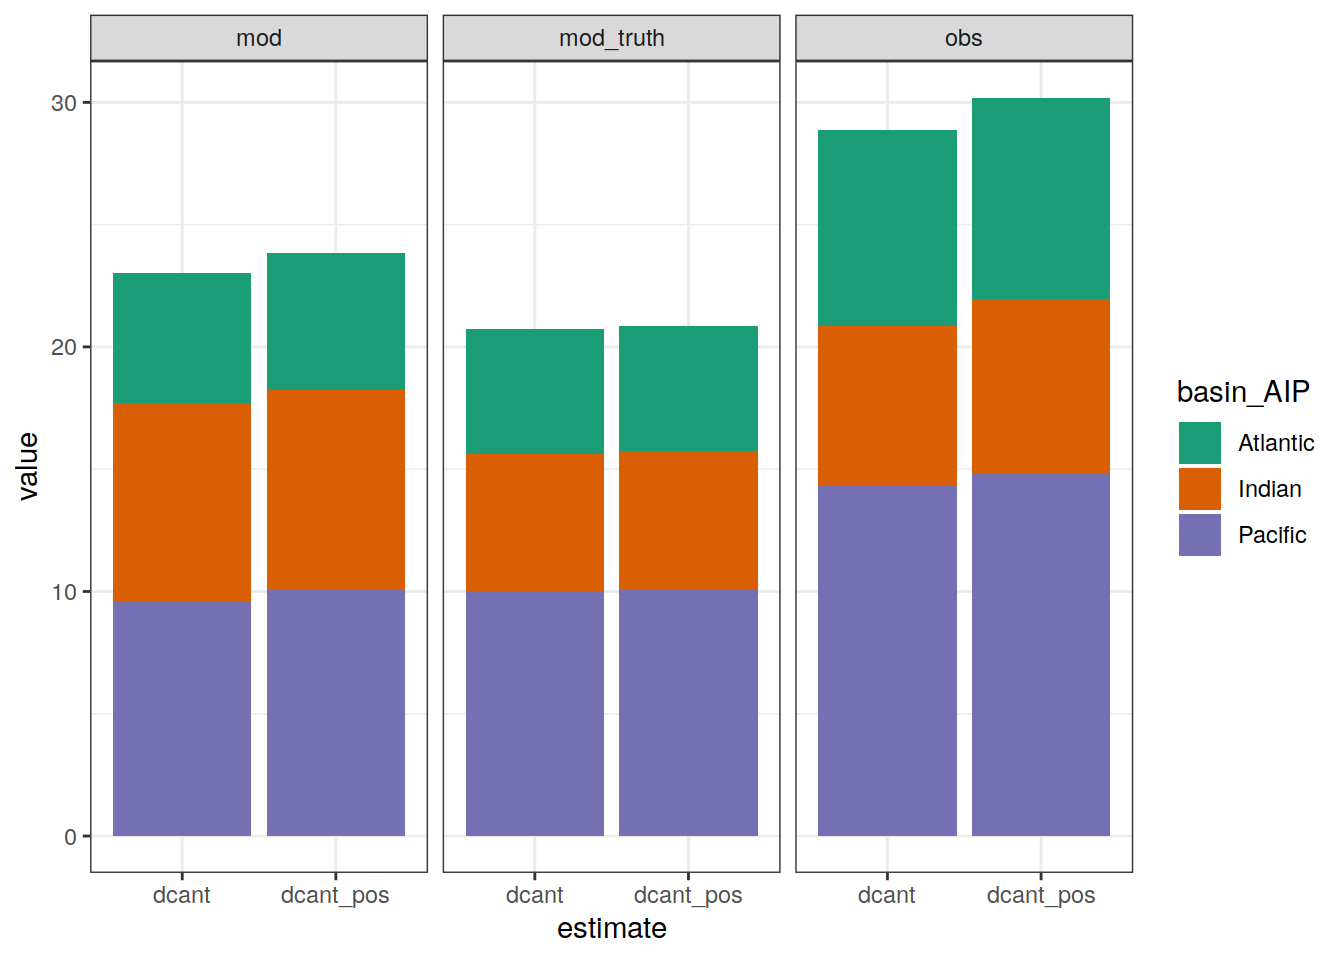 mod
mod_truth
obs
value
30
20
10
0
dcant
dcant_pos
dcant
dcant_pos
dcant
dcant_pos
estimate
basin_AIP
Atlantic
Indian
Pacific